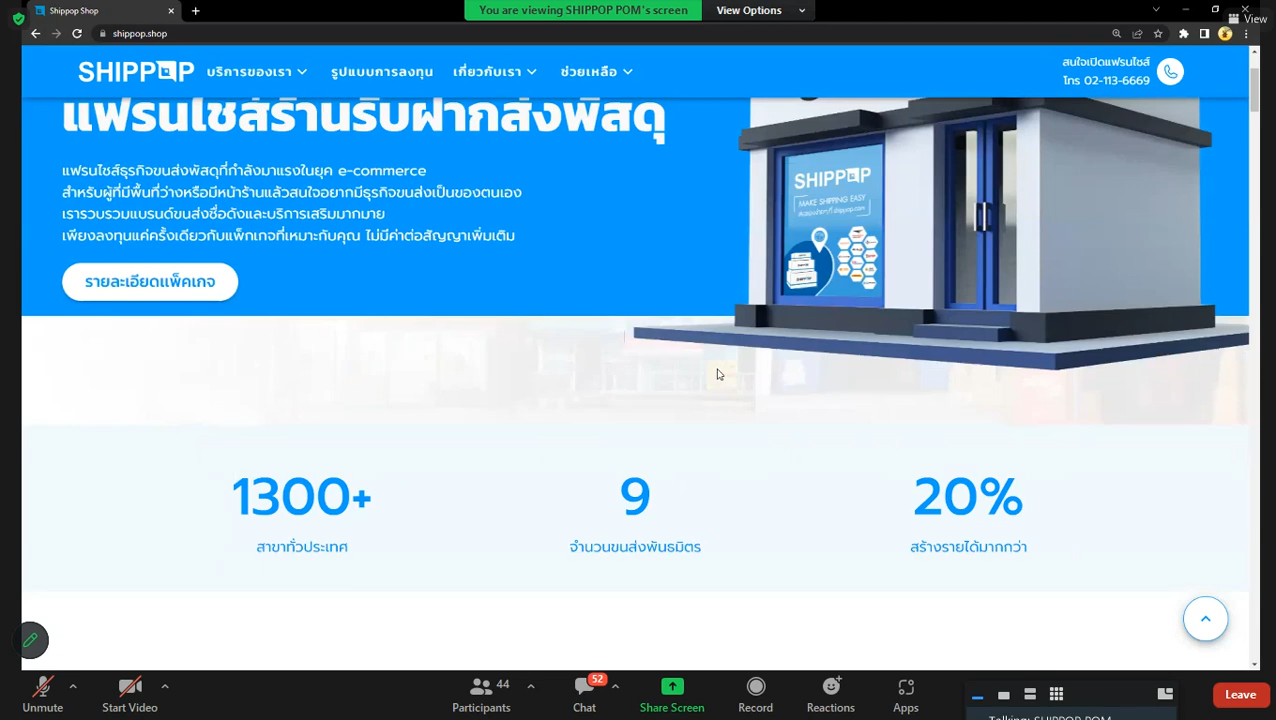 Shippop Shop
You are viewing SHIPPOP POM's screen
View Options
View
shippop.shop
SHIPPOP
บริการของเรา
รูปแบบการลงทุน
เกี่ยวกับเรา
ช่วยเหลือ
สนใจเปิดแฟรนไชส์
โทร 02-113-6669
แฟรนไชส์ร้านรับฝากส่งพัสดุ
แฟรนไชส์ธุรกิจขนส่งพัสดุที่กำลังมาแรงในยุค e-commerce
สำหรับผู้ที่มีพื้นที่ว่างหรือมีหน้าร้านแล้วสนใจอยากมีธุรกิจขนส่งเป็นของตนเอง
เรารวบรวมแบรนด์ขนส่งชื่อดังและบริการเสริมมากมาย
เพียงลงทุนแค่ครั้งเดียวกับแพ็กเกจที่เหมาะกับคุณ ไม่มีค่าต่อสัญญาเพิ่มเติม
รายละเอียดแพ็คเกจ
SHIPPOP
MAKE SHIPPING EASY
1300+
สาขาทั่วประเทศ
9
จำนวนขนส่งพันธมิตร
20%
สร้างรายได้มากกว่า
Unmute
Start Video
44
Participants
52
Chat
Share Screen
Record
Reactions
Apps
Talking: SHIPPOP POM
Leave